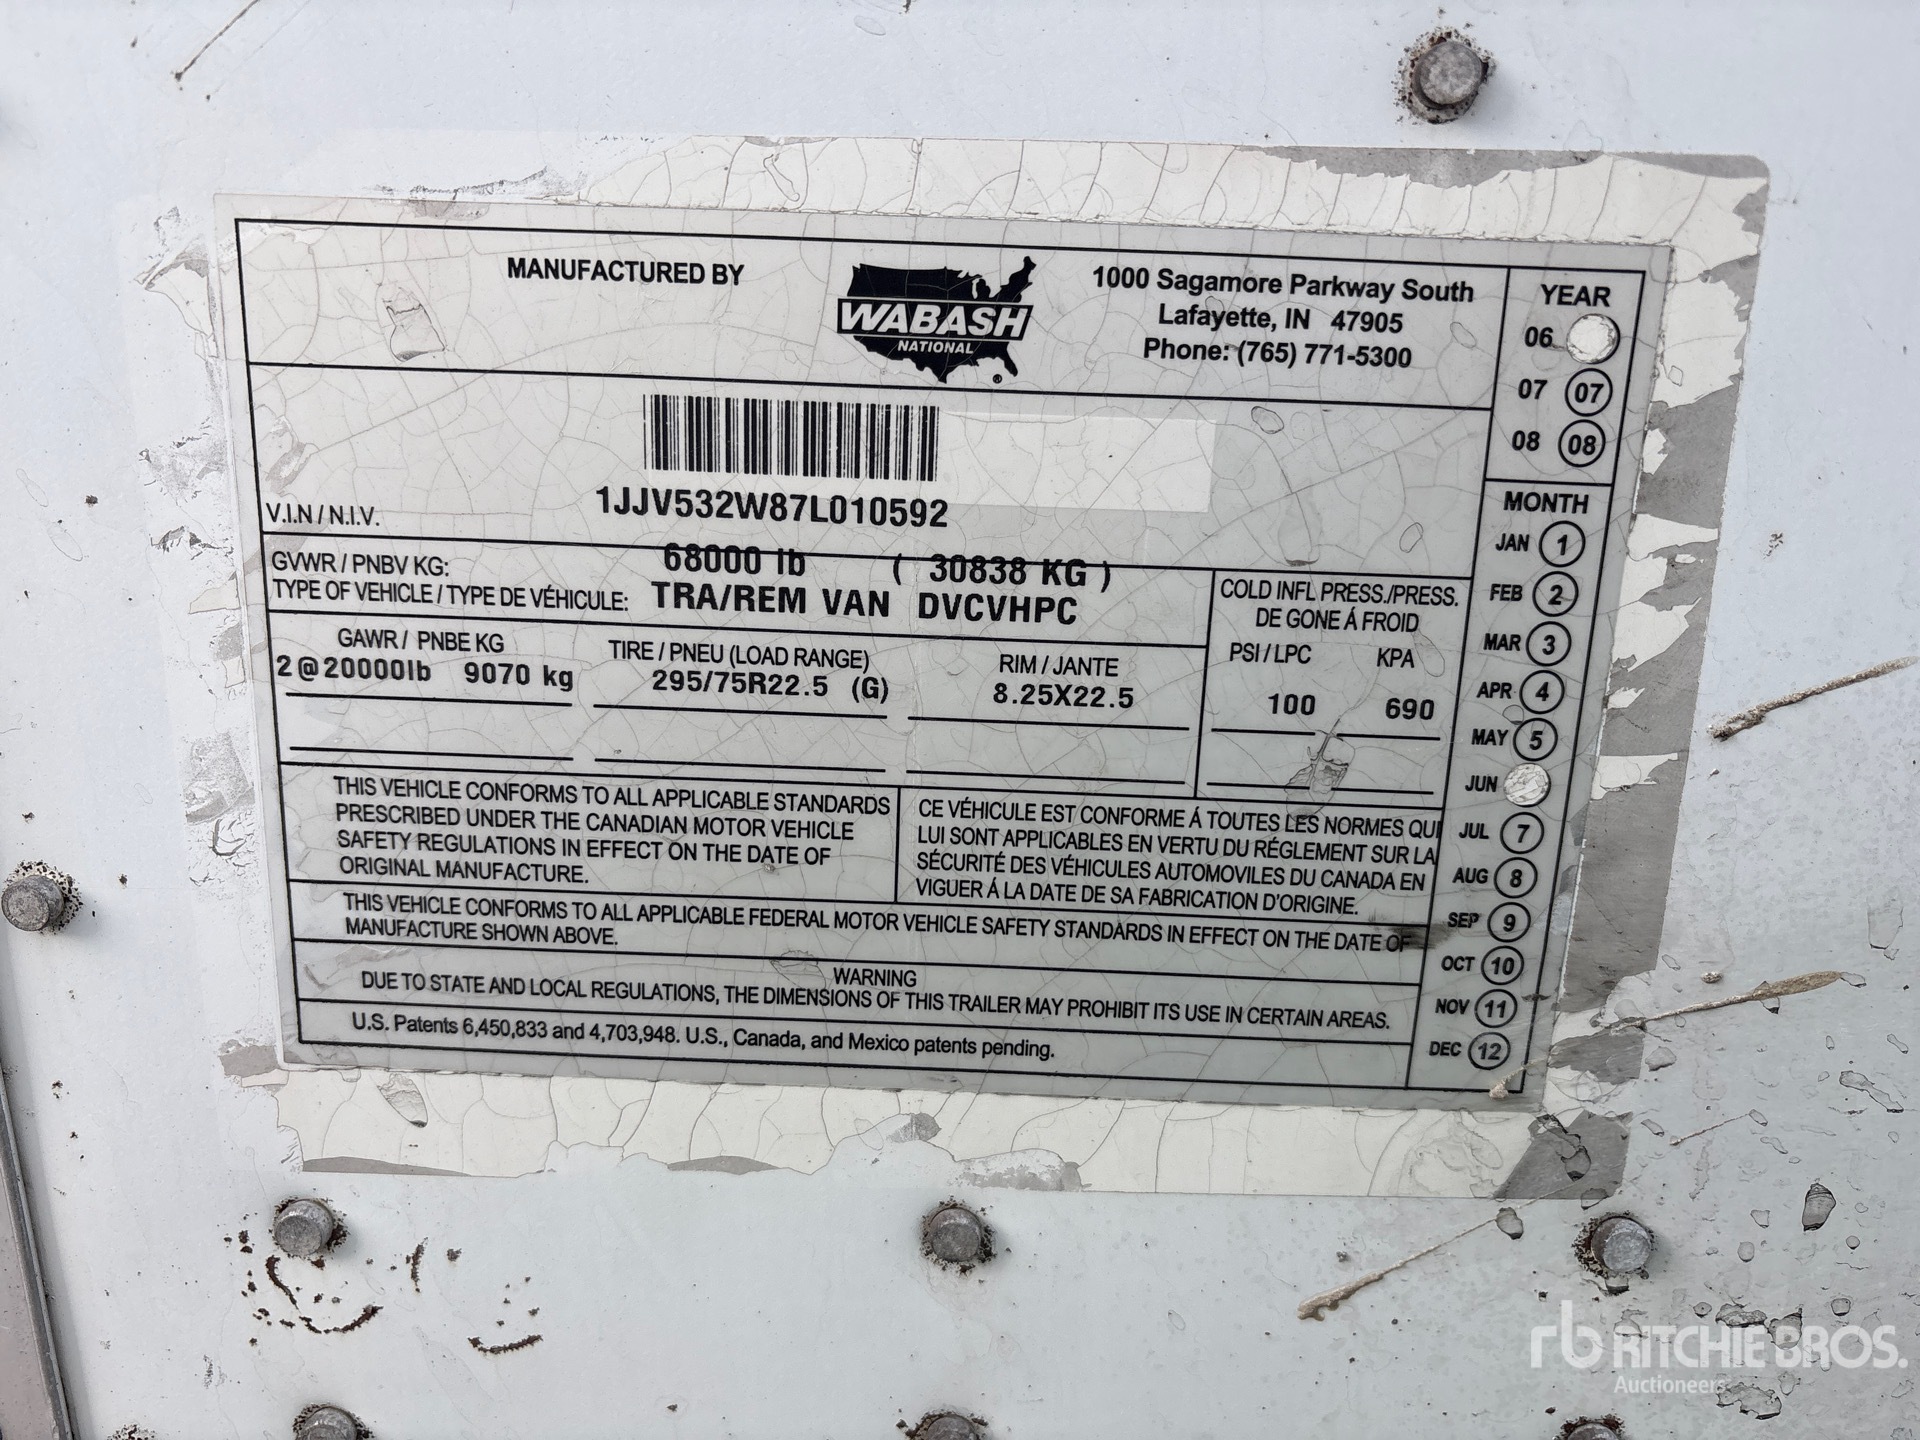 MANUFACTURED BY
WABASH
NATIONAL
®
1000 Sagamore Parkway South
Lafayette, IN 47905
Phone: (765) 771-5300
YEAR
06
07 07
08 08
1JJV532W87L010592
V.I.N / N.I.V.
GVWR / PNBV KG: 68000 lb ( 30838 KG )
TYPE OF VEHICLE / TYPE DE VÉHICULE: TRA/REM VAN DVCVHPC
GAWR / PNBE KG
2@20000lb 9070 kg
TIRE / PNEU (LOAD RANGE)
295/75R22.5 (G)
RIM / JANTE
8.25X22.5
COLD INFL PRESS./PRESS.
DE GONE Á FROID
PSI / LPC KPA
100 690
MONTH
JAN 1
FEB 2
MAR 3
APR 4
MAY 5
JUN
JUL 7
AUG 8
SEP 9
OCT 10
NOV 11
DEC 12
THIS VEHICLE CONFORMS TO ALL APPLICABLE STANDARDS
PRESCRIBED UNDER THE CANADIAN MOTOR VEHICLE
SAFETY REGULATIONS IN EFFECT ON THE DATE OF
ORIGINAL MANUFACTURE.
CE VÉHICULE EST CONFORME Á TOUTES LES NORMES QUI
LUI SONT APPLICABLES EN VERTU DU RÉGLEMENT SUR LA
SÉCURITÉ DES VÉHICULES AUTOMOVILES DU CANADA EN
VIGUER Á LA DATE DE SA FABRICATION D'ORIGINE.
THIS VEHICLE CONFORMS TO ALL APPLICABLE FEDERAL MOTOR VEHICLE SAFETY STANDARDS IN EFFECT ON THE DATE OF
MANUFACTURE SHOWN ABOVE.
WARNING
DUE TO STATE AND LOCAL REGULATIONS, THE DIMENSIONS OF THIS TRAILER MAY PROHIBIT ITS USE IN CERTAIN AREAS.
U.S. Patents 6,450,833 and 4,703,948. U.S., Canada, and Mexico patents pending.
rb RITCHIE BROS.
Auctioneers